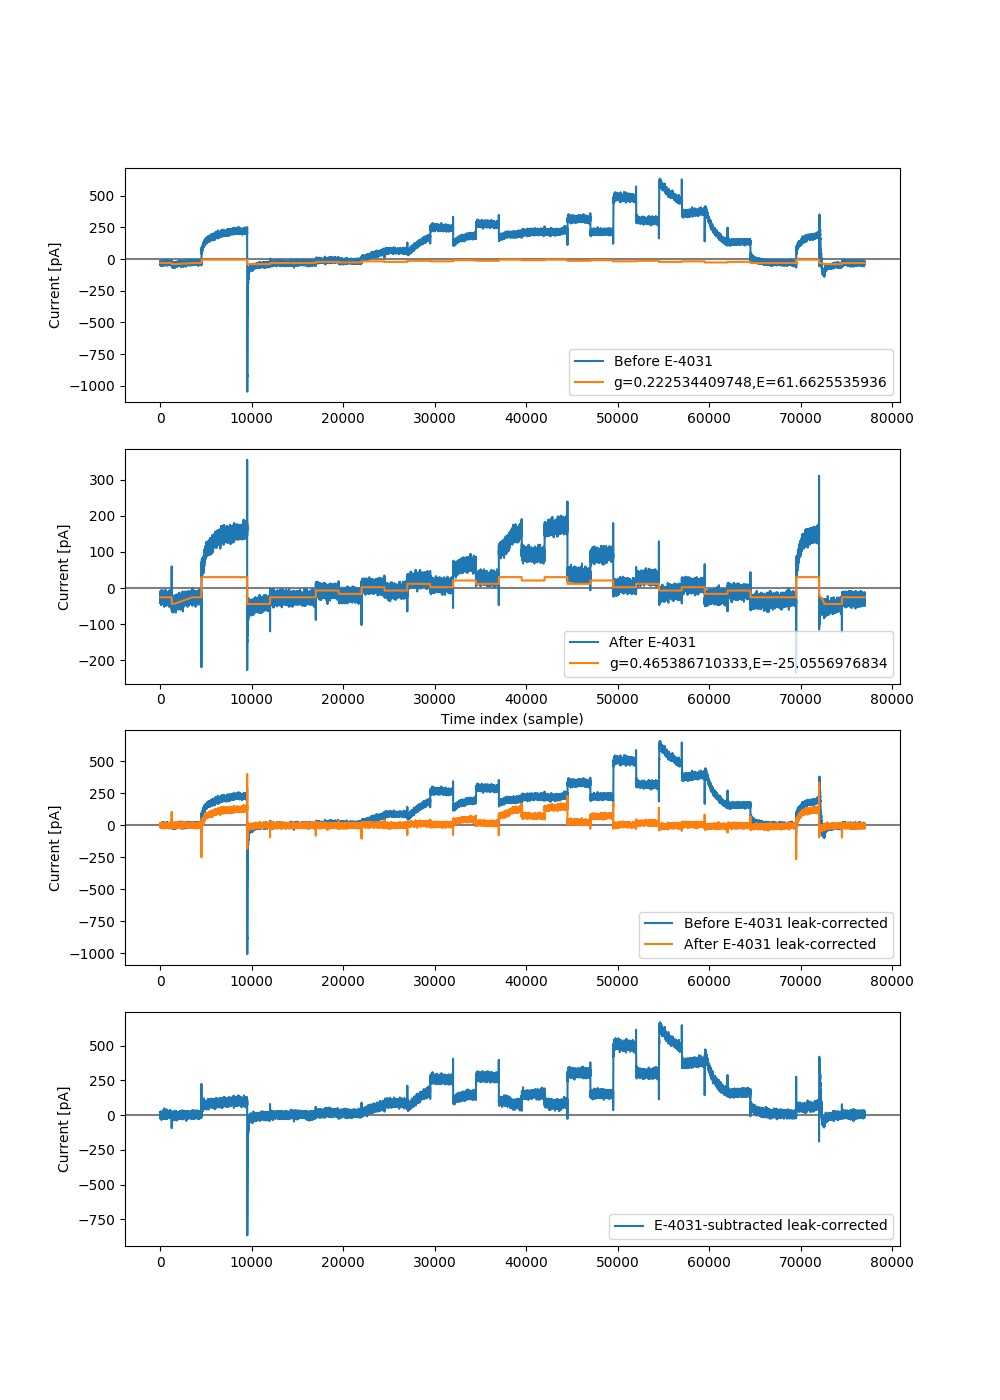 500
250
0
−250
−500
−750
−1000
Current [pA]
Before E-4031
g=0.222534409748,E=61.6625535936
0 10000 20000 30000 40000 50000 60000 70000 80000
300
200
100
0
−100
−200
Current [pA]
After E-4031
g=0.465386710333,E=-25.0556976834
0 10000 20000 30000 40000 50000 60000 70000 80000
Time index (sample)
500
250
0
−250
−500
−750
−1000
Current [pA]
Before E-4031 leak-corrected
After E-4031 leak-corrected
0 10000 20000 30000 40000 50000 60000 70000 80000
500
250
0
−250
−500
−750
Current [pA]
E-4031-subtracted leak-corrected
0 10000 20000 30000 40000 50000 60000 70000 80000